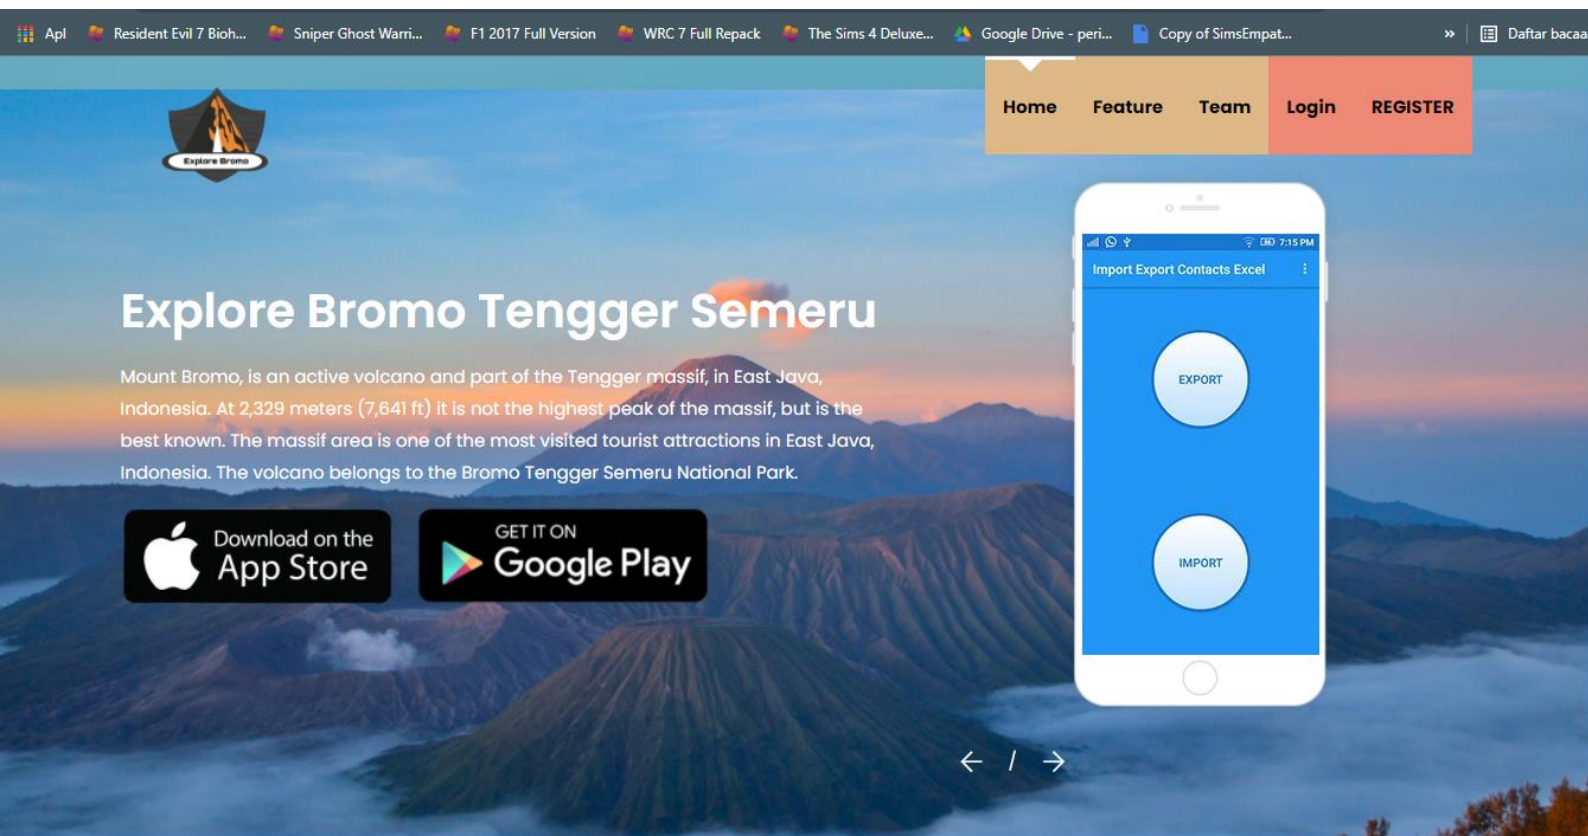 Apl
Resident Evil 7 Bioh...
Sniper Ghost Warri...
F1 2017 Full Version
WRC 7 Full Repack
The Sims 4 Deluxe...
Google Drive - peri...
Copy of SimsEmpat...
»
Daftar bacaa
Explore Bromo
Home
Feature
Team
Login
REGISTER
Explore Bromo Tengger Semeru
Mount Bromo, is an active volcano and part of the Tengger massif, in East Java,
Indonesia. At 2,329 meters (7,641 ft) it is not the highest peak of the massif, but is the
best known. The massif area is one of the most visited tourist attractions in East Java,
Indonesia. The volcano belongs to the Bromo Tengger Semeru National Park.
Download on the
App Store
GET IT ON
Google Play
7:15 PM
Import Export Contacts Excel
EXPORT
IMPORT
← / →